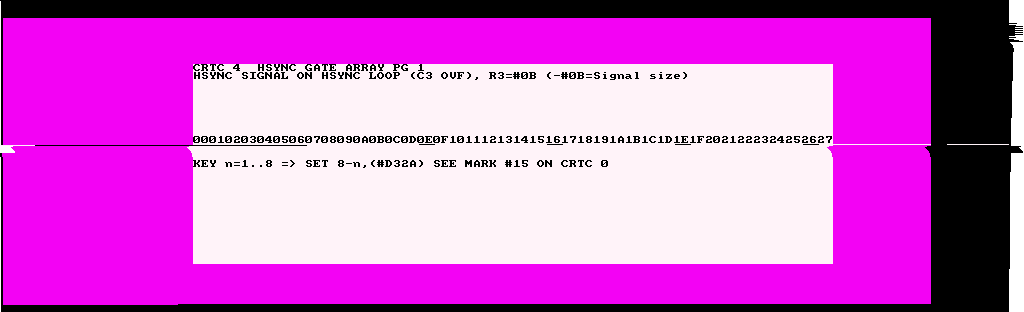 CRTC 4  HSYNC GATE ARRAY PG 1
HSYNC SIGNAL ON HSYNC LOOP (C3 OVF), R3=#0B (-#0B=Signal size)
000102030405060708090A0B0C0D0E0F101112131415161718191A1B1C1D1E1F2021222324252627
KEY n=1..8 => SET 8-n,(#D32A) SEE MARK #15 ON CRTC 0